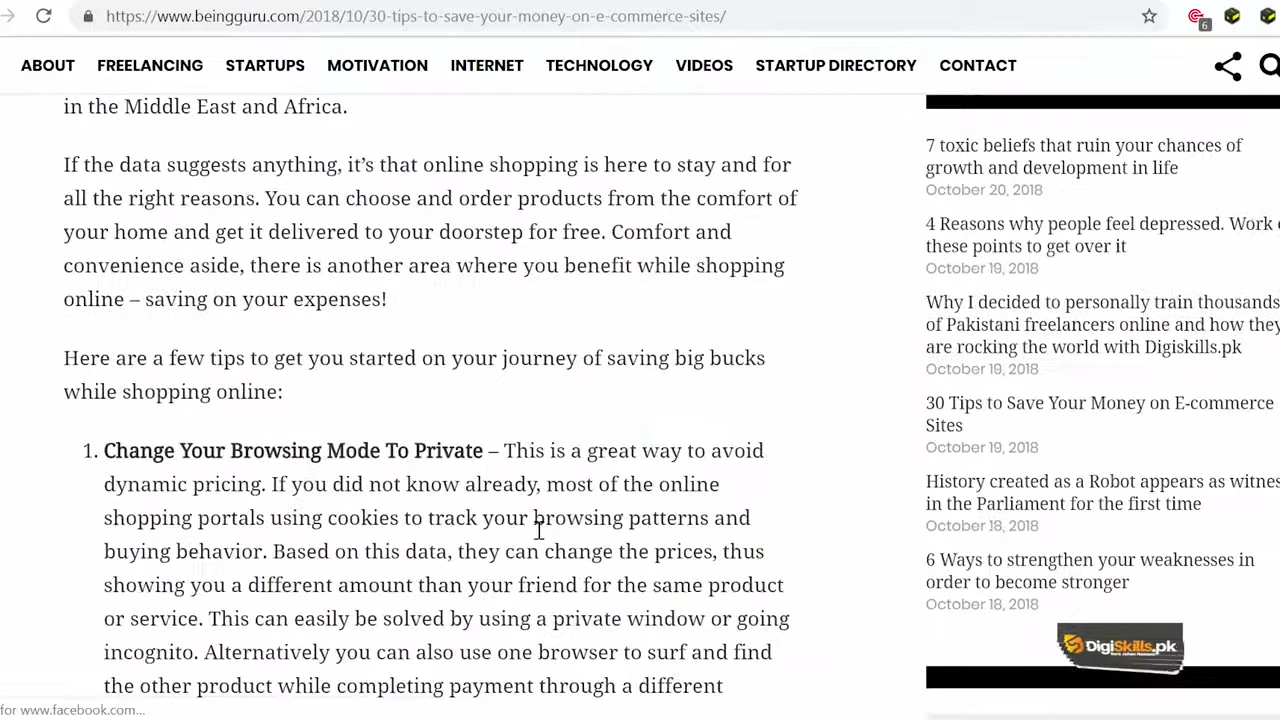 https://www.beingguru.com/2018/10/30-tips-to-save-your-money-on-e-commerce-sites/
6
ABOUT FREELANCING STARTUPS MOTIVATION INTERNET TECHNOLOGY VIDEOS STARTUP DIRECTORY CONTACT
in the Middle East and Africa.
If the data suggests anything, it's that online shopping is here to stay and for
all the right reasons. You can choose and order products from the comfort of
your home and get it delivered to your doorstep for free. Comfort and
convenience aside, there is another area where you benefit while shopping
online – saving on your expenses!
Here are a few tips to get you started on your journey of saving big bucks
while shopping online:
1. Change Your Browsing Mode To Private – This is a great way to avoid
dynamic pricing. If you did not know already, most of the online
shopping portals using cookies to track your browsing patterns and
buying behavior. Based on this data, they can change the prices, thus
showing you a different amount than your friend for the same product
or service. This can easily be solved by using a private window or going
incognito. Alternatively you can also use one browser to surf and find
the other product while completing payment through a different
for www.facebook.com...
7 toxic beliefs that ruin your chances of
growth and development in life
October 20, 2018
4 Reasons why people feel depressed. Work
these points to get over it
October 19, 2018
Why I decided to personally train thousands
of Pakistani freelancers online and how they
are rocking the world with Digiskills.pk
October 19, 2018
30 Tips to Save Your Money on E-commerce
Sites
October 19, 2018
History created as a Robot appears as witnes
in the Parliament for the first time
October 18, 2018
6 Ways to strengthen your weaknesses in
order to become stronger
October 18, 2018
DigiSkills.pk